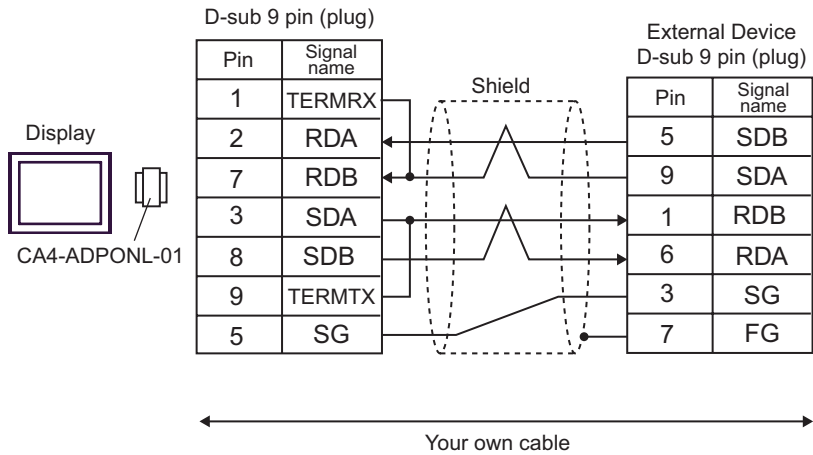 D-sub 9 pin (plug)
Pin Signal name
1 TERMRX
2 RDA
7 RDB
3 SDA
8 SDB
9 TERMTX
5 SG
Display
CA4-ADPONL-01
Shield
External Device
D-sub 9 pin (plug)
Pin Signal name
5 SDB
9 SDA
1 RDB
6 RDA
3 SG
7 FG
Your own cable